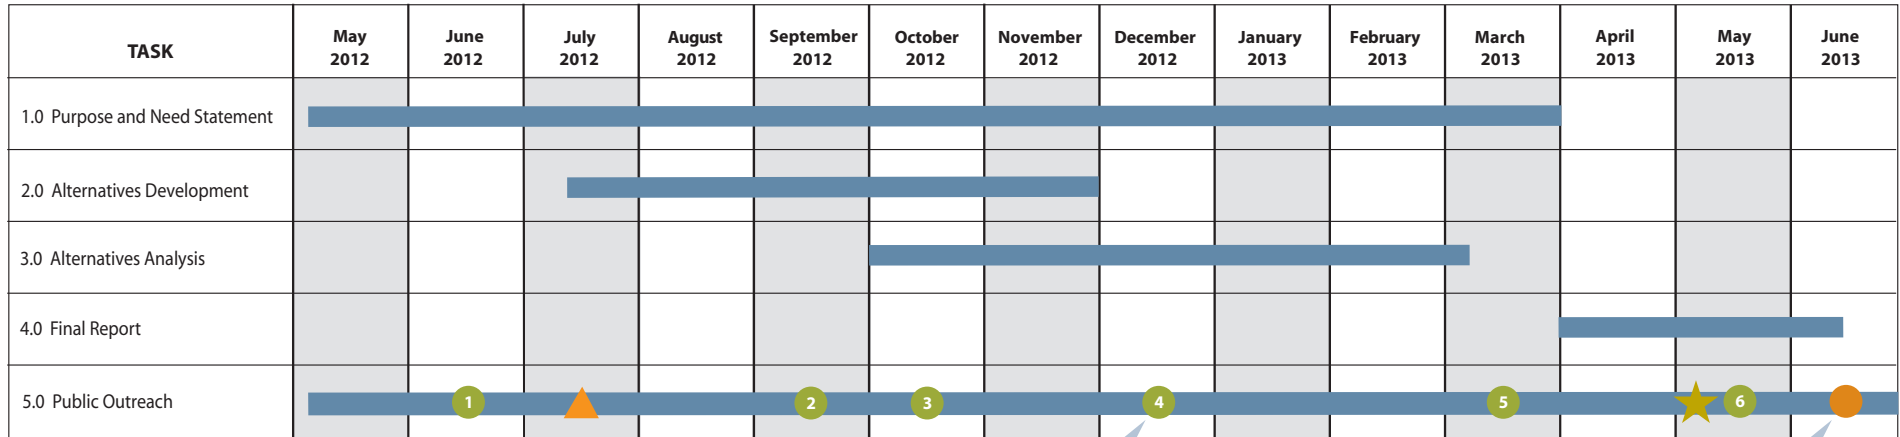 TASK
May
2012
June
2012
July
2012
August
2012
September
2012
October
2012
November
2012
December
2012
January
2013
February
2013
March
2013
April
2013
May
2013
June
2013
1.0 Purpose and Need Statement
2.0 Alternatives Development
3.0 Alternatives Analysis
4.0 Final Report
5.0 Public Outreach
1
2
3
4
5
6